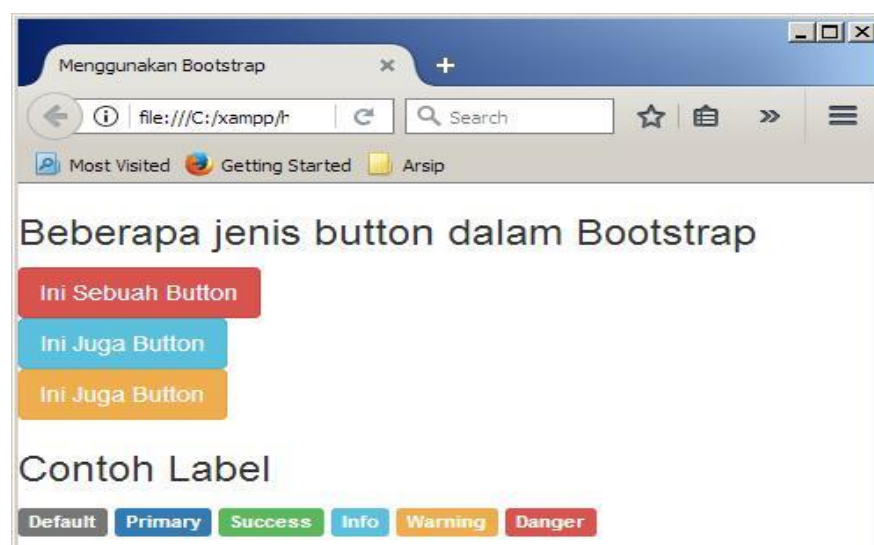 Menggunakan Bootstrap
file:///C:/xampp/h
Search
Most Visited Getting Started Arsip
Beberapa jenis button dalam Bootstrap
Ini Sebuah Button
Ini Juga Button
Ini Juga Button
Contoh Label
Default Primary Success Info Warning Danger